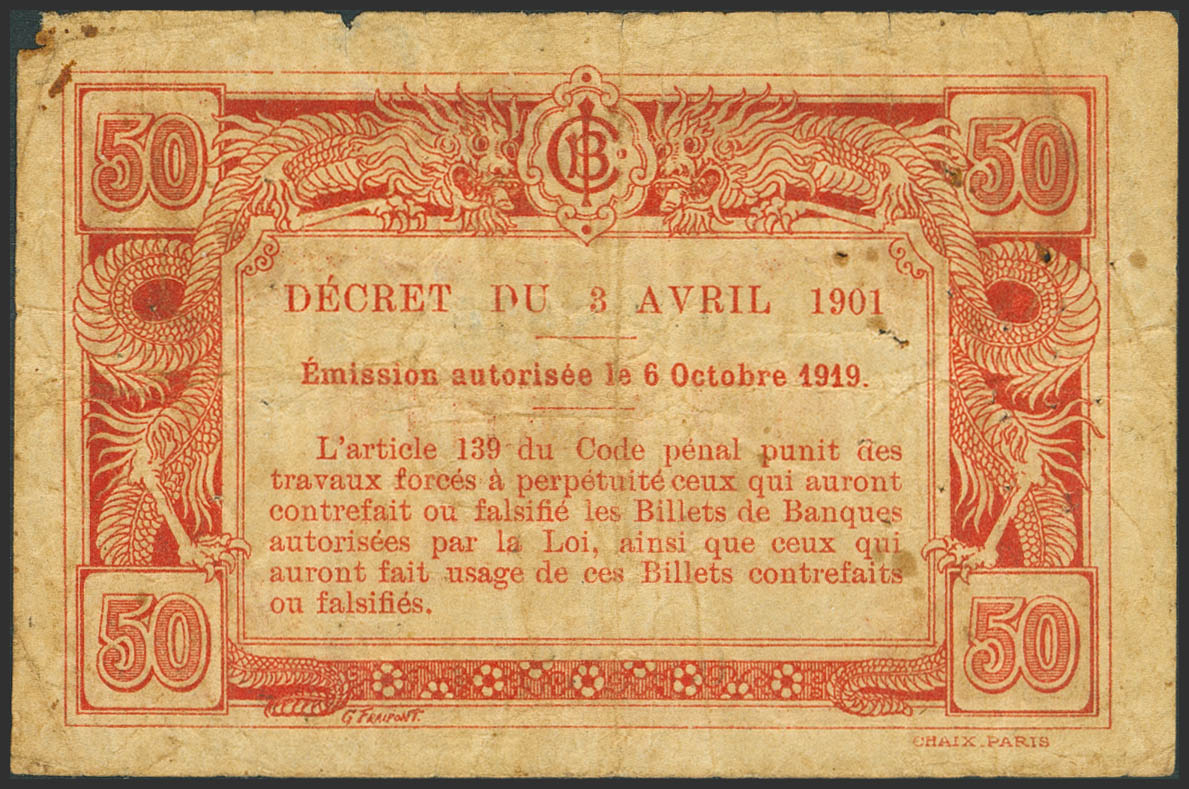 50
50
BIC
DÉCRET DU 3 AVRIL 1901
Émission autorisée le 6 Octobre 1919.
L'article 139 du Code pénal punit des
travaux forcés à perpétuité ceux qui auront
contrefait ou falsifié les Billets de Banques
autorisées par la Loi, ainsi que ceux qui
auront fait usage de ces Billets contrefaits
ou falsifiés.
50
50
G FRAIPONT.
CHAIX.PARIS